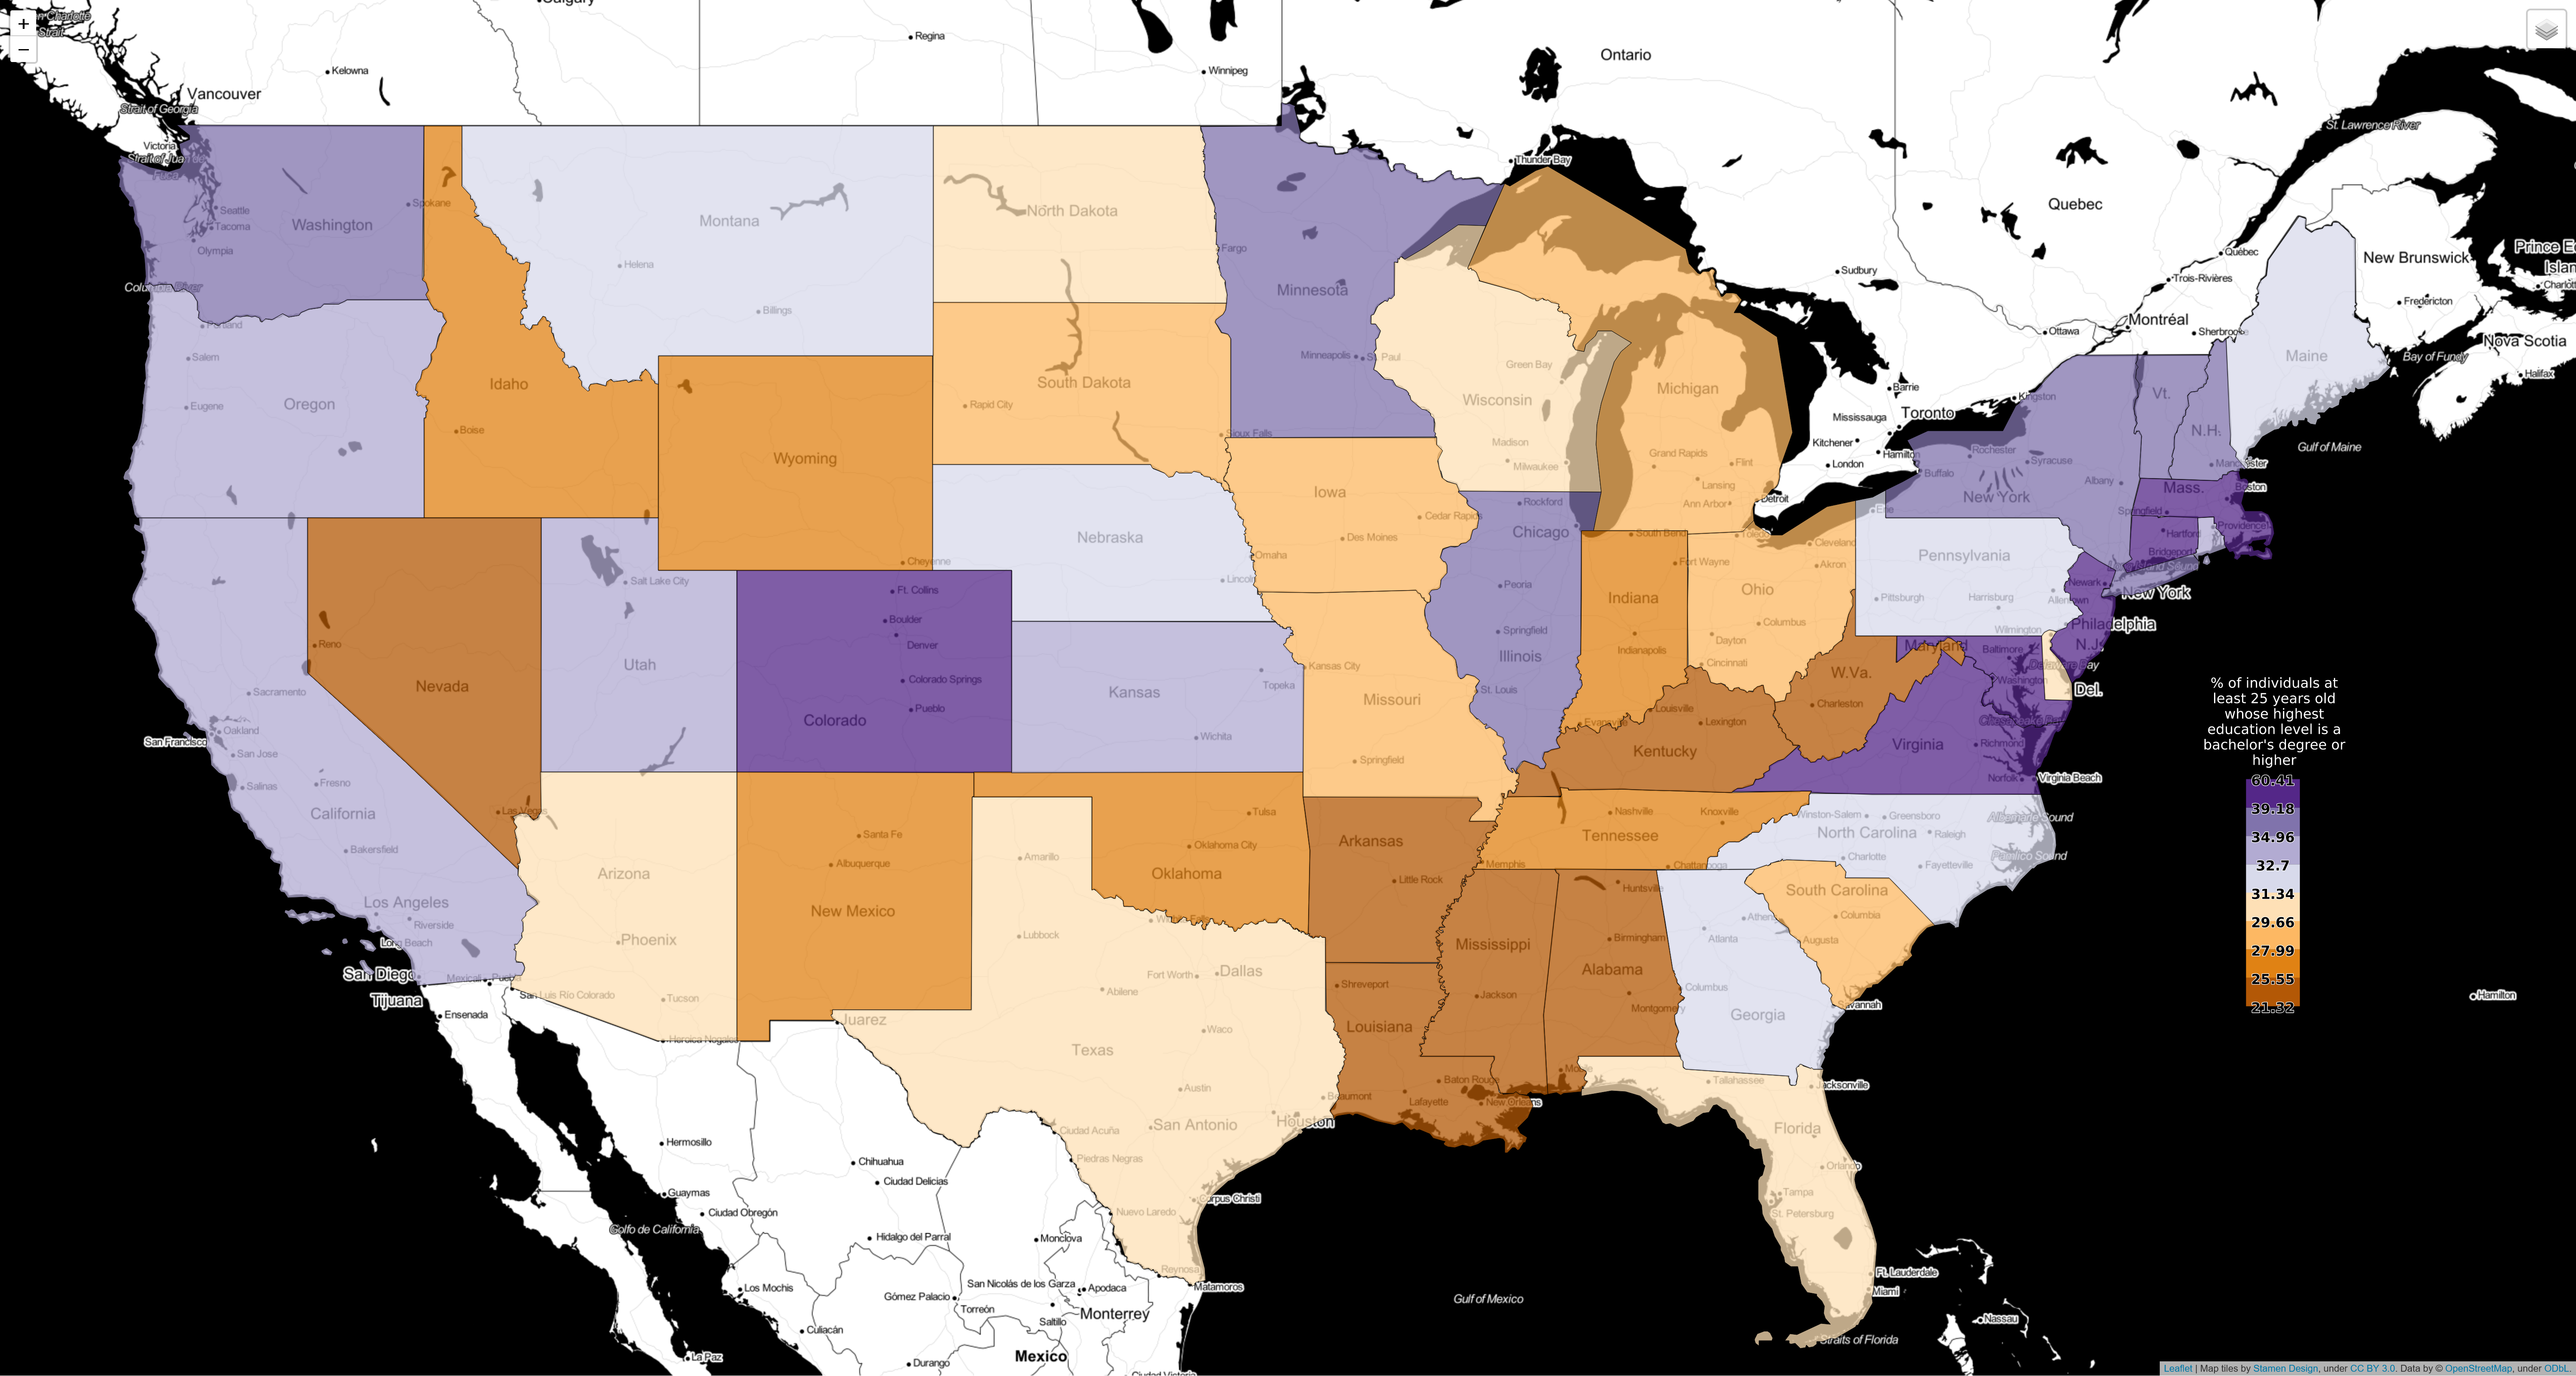 Calgary
+
−
Strait
Regina
Kelowna
Winnipeg
Ontario
Vancouver
Strait of Georgia
St. Lawrence River
Victoria
Strait of Juan de
Fuca
Thunder Bay
Seattle
Tacoma
Olympia
Washington
Spokane
Montana
North Dakota
Quebec
Helena
Fargo
Québec
New Brunswick
Prince E
Islan
Charlott
Sudbury
Trois-Rivières
Columbia River
Billings
Minnesota
Fredericton
Portland
Montréal
Ottawa
Sherbrooke
Nova Scotia
Salem
Minneapolis
St. Paul
Green Bay
Maine
Bay of Fundy
Halifax
Idaho
South Dakota
Michigan
Barrie
Vt.
Kingston
Oregon
Eugene
Rapid City
Wisconsin
Mississauga
Toronto
Boise
Sioux Falls
Madison
Kitchener
N.H.
Gulf of Maine
Wyoming
Grand Rapids
Flint
Milwaukee
London
Hamilton
Rochester
Syracuse
Manchester
Buffalo
Albany
Iowa
Lansing
Ann Arbor
Detroit
New York
Mass.
Boston
Rockford
Erie
Springfield
Cedar Rapids
Chicago
South Bend
Toledo
Cleveland
Hartford
Providence
Nebraska
Des Moines
Pennsylvania
Bridgeport
Omaha
Cheyenne
Fort Wayne
Akron
Long Island Sound
Salt Lake City
Lincoln
Peoria
Newark
Ft. Collins
Indiana
Ohio
Pittsburgh
Harrisburg
Allentown
New York
Boulder
Springfield
Columbus
Wilmington
Philadelphia
Reno
Denver
Dayton
Indianapolis
Maryland
Baltimore
N.J.
Utah
Illinois
Cincinnati
Delaware Bay
Kansas City
Nevada
Colorado Springs
Topeka
Kansas
Missouri
St. Louis
W.Va.
Washington
Del.
Sacramento
Pueblo
Charleston
Colorado
Evansville
Louisville
Lexington
Chesapeake Bay
Oakland
San Francisco
Wichita
Kentucky
Virginia
Richmond
San Jose
Springfield
Norfolk
Virginia Beach
Salinas
Fresno
California
Las Vegas
Tulsa
Nashville
Knoxville
Winston-Salem
Greensboro
Albemarle Sound
Santa Fe
Arkansas
Tennessee
North Carolina
Raleigh
Bakersfield
Oklahoma City
Amarillo
Memphis
Chattanooga
Charlotte
Fayetteville
Pamlico Sound
Albuquerque
Arizona
Oklahoma
Little Rock
Huntsville
South Carolina
Los Angeles
New Mexico
Wichita Falls
Athens
Columbia
Riverside
Lubbock
Long Beach
Phoenix
Mississippi
Birmingham
Atlanta
Augusta
San Diego
Mexicali
Fort Worth
Dallas
Alabama
Tijuana
San Luis Río Colorado
Tucson
Abilene
Shreveport
Jackson
Montgomery
Columbus
Savannah
Hamilton
Ensenada
Juarez
Louisiana
Georgia
Heroica Nogales
Waco
Texas
Mobile
Tallahassee
Jacksonville
Austin
Baton Rouge
Beaumont
Lafayette
New Orleans
San Antonio
Houston
Ciudad Acuña
Florida
Hermosillo
Chihuahua
Piedras Negras
Orlando
Ciudad Delicias
Guaymas
Corpus Christi
Tampa
St. Petersburg
Ciudad Obregón
Nuevo Laredo
Golfo de California
Hidalgo del Parral
Monclova
Reynosa
Matamoros
Ft. Lauderdale
Miami
Los Mochis
San Nicolás de los Garza
Apodaca
Gómez Palacio
Torreón
Monterrey
Saltillo
Gulf of Mexico
Nassau
Culiacán
Straits of Florida
La Paz
Durango
Mexico
Ciudad Victoria
% of individuals at
least 25 years old
whose highest
education level is a
bachelor's degree or
higher
60.41
39.18
34.96
32.7
31.34
29.66
27.99
25.55
21.32
Leaflet | Map tiles by Stamen Design, under CC BY 3.0. Data by © OpenStreetMap, under ODbL.